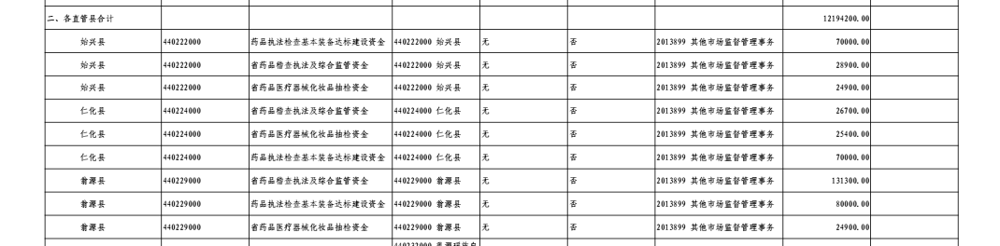 二、各直管县合计 12194200.00
始兴县 440222000 药品执法检查基本装备达标建设资金 440222000 始兴县 无 否 2013899 其他市场监督管理事务 70000.00
始兴县 440222000 省药品稽查执法及综合监管资金 440222000 始兴县 无 否 2013899 其他市场监督管理事务 28900.00
始兴县 440222000 省药品医疗器械化妆品抽检资金 440222000 始兴县 无 否 2013899 其他市场监督管理事务 24900.00
仁化县 440224000 省药品稽查执法及综合监管资金 440224000 仁化县 无 否 2013899 其他市场监督管理事务 26700.00
仁化县 440224000 省药品医疗器械化妆品抽检资金 440224000 仁化县 无 否 2013899 其他市场监督管理事务 25400.00
仁化县 440224000 药品执法检查基本装备达标建设资金 440224000 仁化县 无 否 2013899 其他市场监督管理事务 70000.00
翁源县 440229000 省药品稽查执法及综合监管资金 440229000 翁源县 无 否 2013899 其他市场监督管理事务 131300.00
翁源县 440229000 药品执法检查基本装备达标建设资金 440229000 翁源县 无 否 2013899 其他市场监督管理事务 80000.00
翁源县 440229000 省药品医疗器械化妆品抽检资金 440229000 翁源县 无 否 2013899 其他市场监督管理事务 24900.00